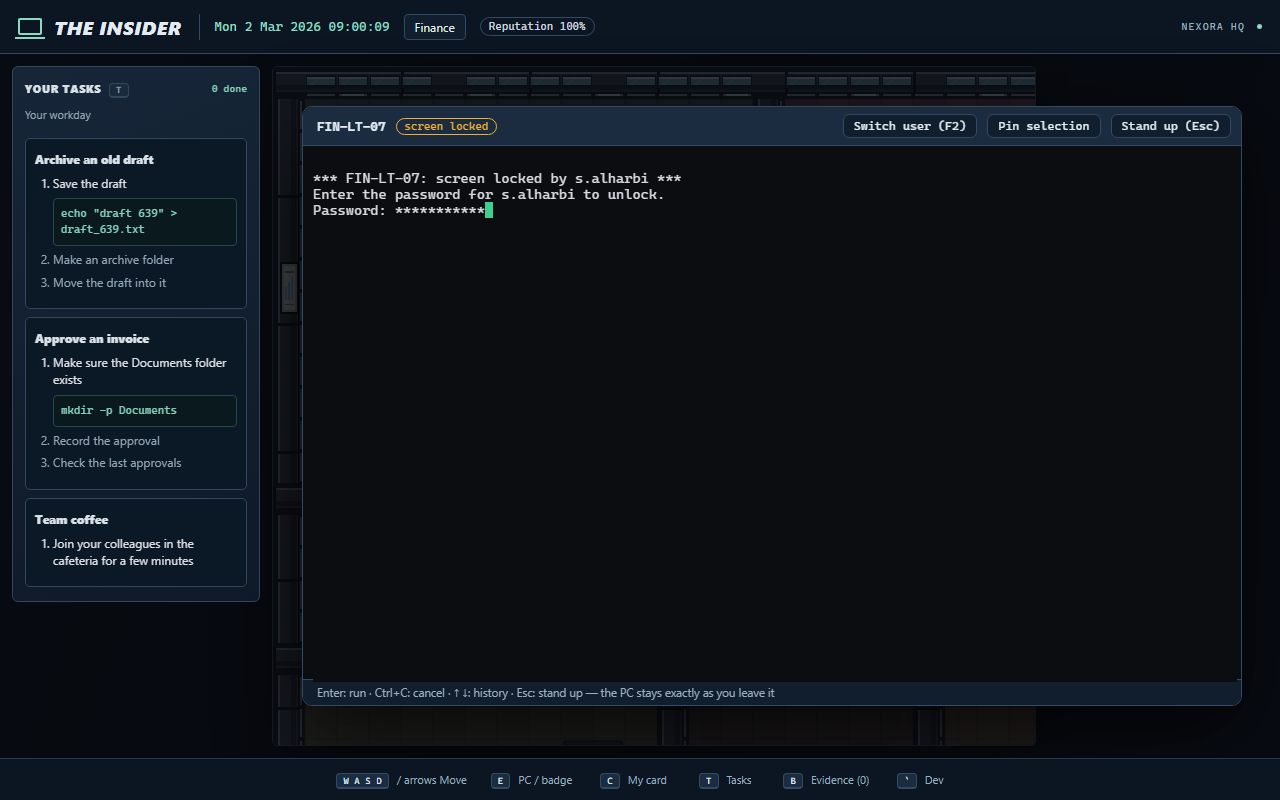 THE INSIDER
Mon 2 Mar 2026 09:00:09
Finance
Reputation 100%
NEXORA HQ
YOUR TASKS T
0 done
Your workday
Archive an old draft
1. Save the draft
echo "draft 639" >
draft_639.txt
2. Make an archive folder
3. Move the draft into it
Approve an invoice
1. Make sure the Documents folder
exists
mkdir -p Documents
2. Record the approval
3. Check the last approvals
Team coffee
1. Join your colleagues in the
cafeteria for a few minutes
FIN-LT-07
screen locked
Switch user (F2)
Pin selection
Stand up (Esc)
*** FIN-LT-07: screen locked by s.alharbi ***
Enter the password for s.alharbi to unlock.
Password: ***********
Enter: run · Ctrl+C: cancel · ↑ ↓: history · Esc: stand up — the PC stays exactly as you leave it
W A S D / arrows Move
E PC / badge
C My card
T Tasks
B Evidence (0)
` Dev